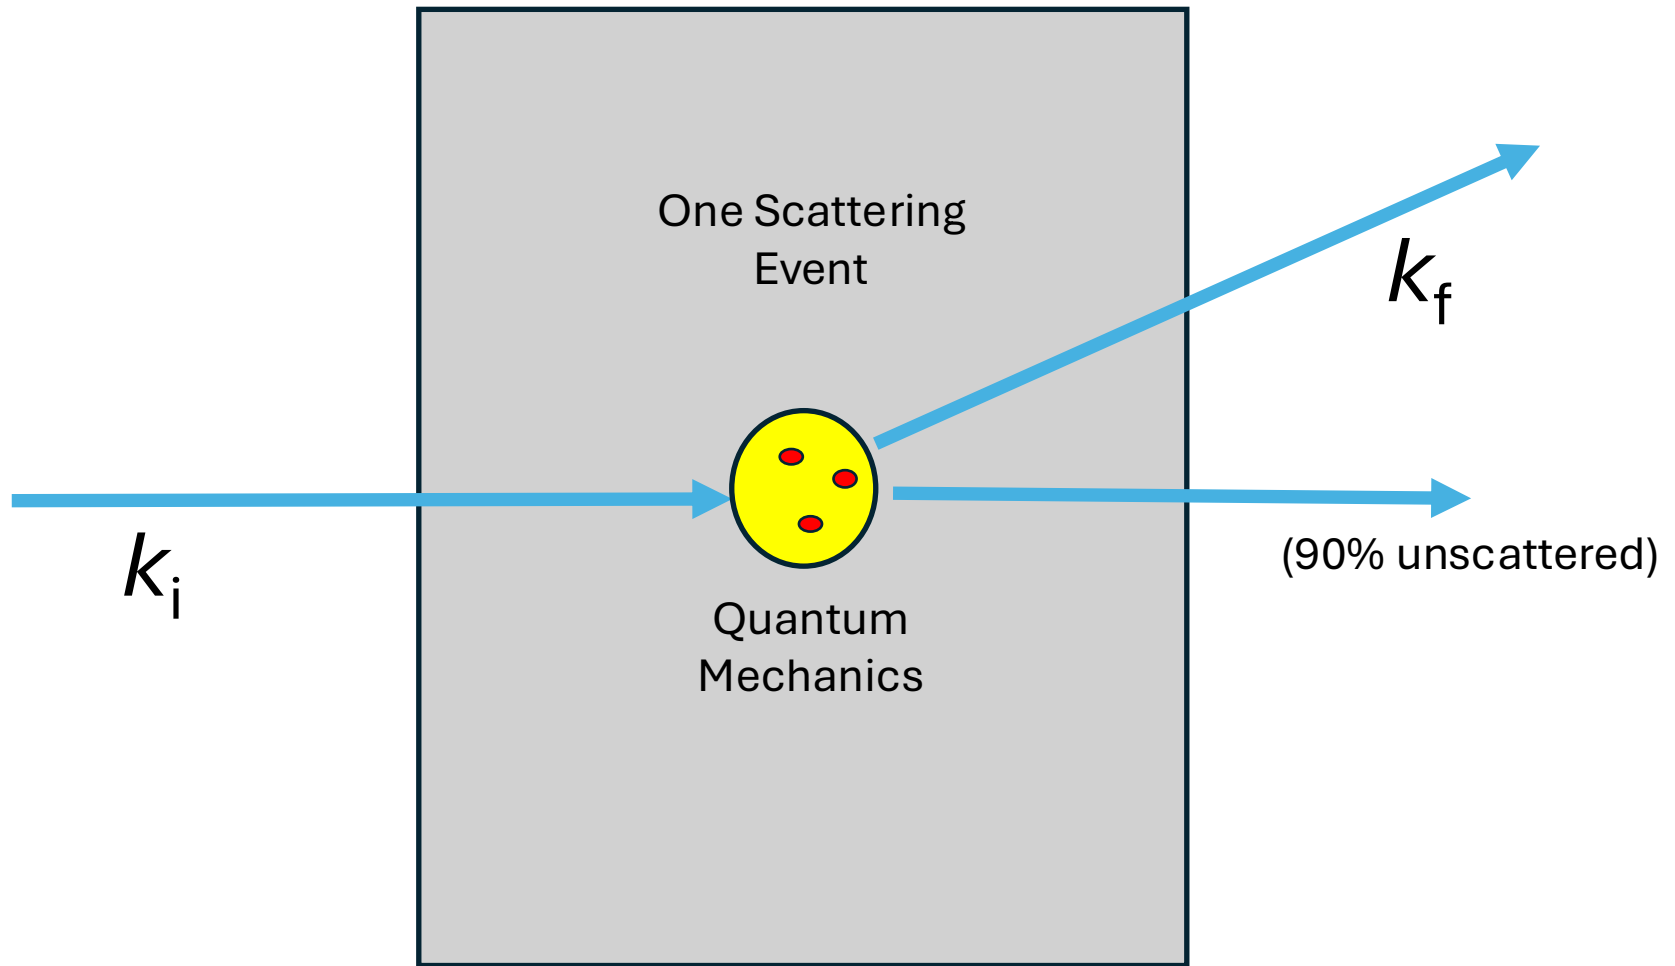 One Scattering
Event
k_f
k_i
(90% unscattered)
Quantum
Mechanics